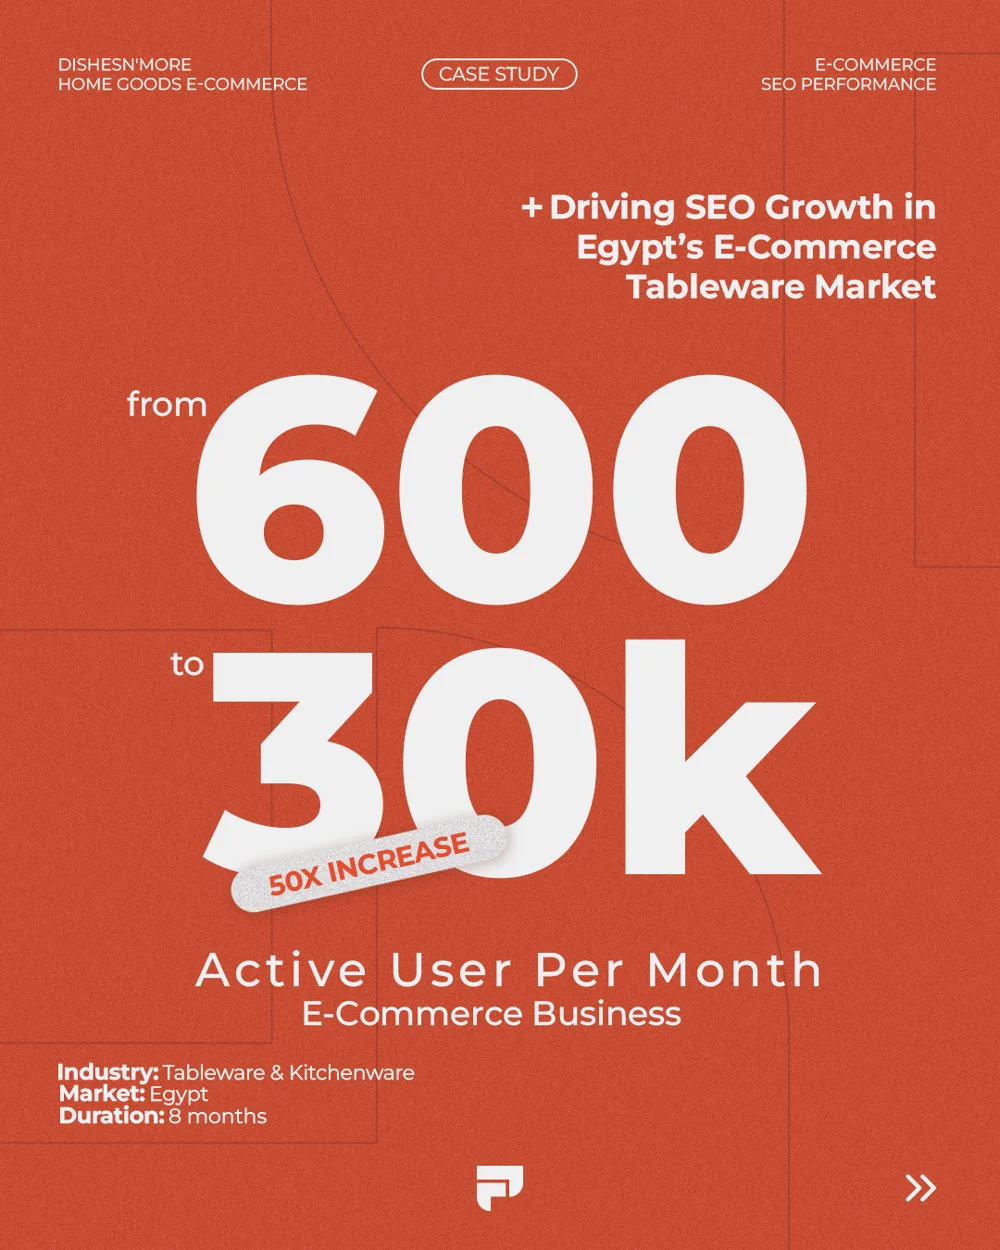 DISHESN'MORE
HOME GOODS E-COMMERCE
CASE STUDY
E-COMMERCE
SEO PERFORMANCE
+ Driving SEO Growth in
Egypt’s E-Commerce
Tableware Market
from
600
to
30k
50X INCREASE
Active User Per Month
E-Commerce Business
Industry: Tableware & Kitchenware
Market: Egypt
Duration: 8 months